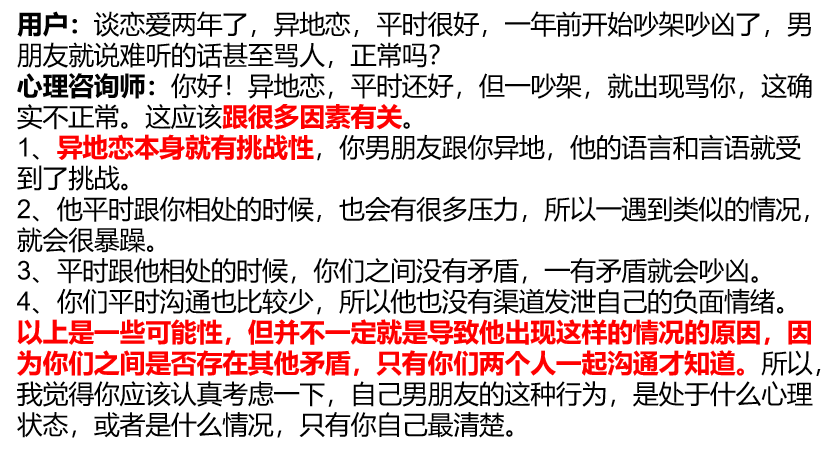 用户：谈恋爱两年了，异地恋，平时很好，一年前开始吵架吵凶了，男
朋友就说难听的话甚至骂人，正常吗？
心理咨询师：你好！异地恋，平时还好，但一吵架，就出现骂你，这确
实不正常。这应该跟很多因素有关。
1、异地恋本身就有挑战性，你男朋友跟你异地，他的语言和言语就受
到了挑战。
2、他平时跟你相处的时候，也会有很多压力，所以一遇到类似的情况，
就会很暴躁。
3、平时跟他相处的时候，你们之间没有矛盾，一有矛盾就会吵凶。
4、你们平时沟通也比较少，所以他也没有渠道发泄自己的负面情绪。
以上是一些可能性，但并不一定就是导致他出现这样的情况的原因，因
为你们之间是否存在其他矛盾，只有你们两个人一起沟通才知道。所以，
我觉得你应该认真考虑一下，自己男朋友的这种行为，是处于什么心理
状态，或者是什么情况，只有你自己最清楚。